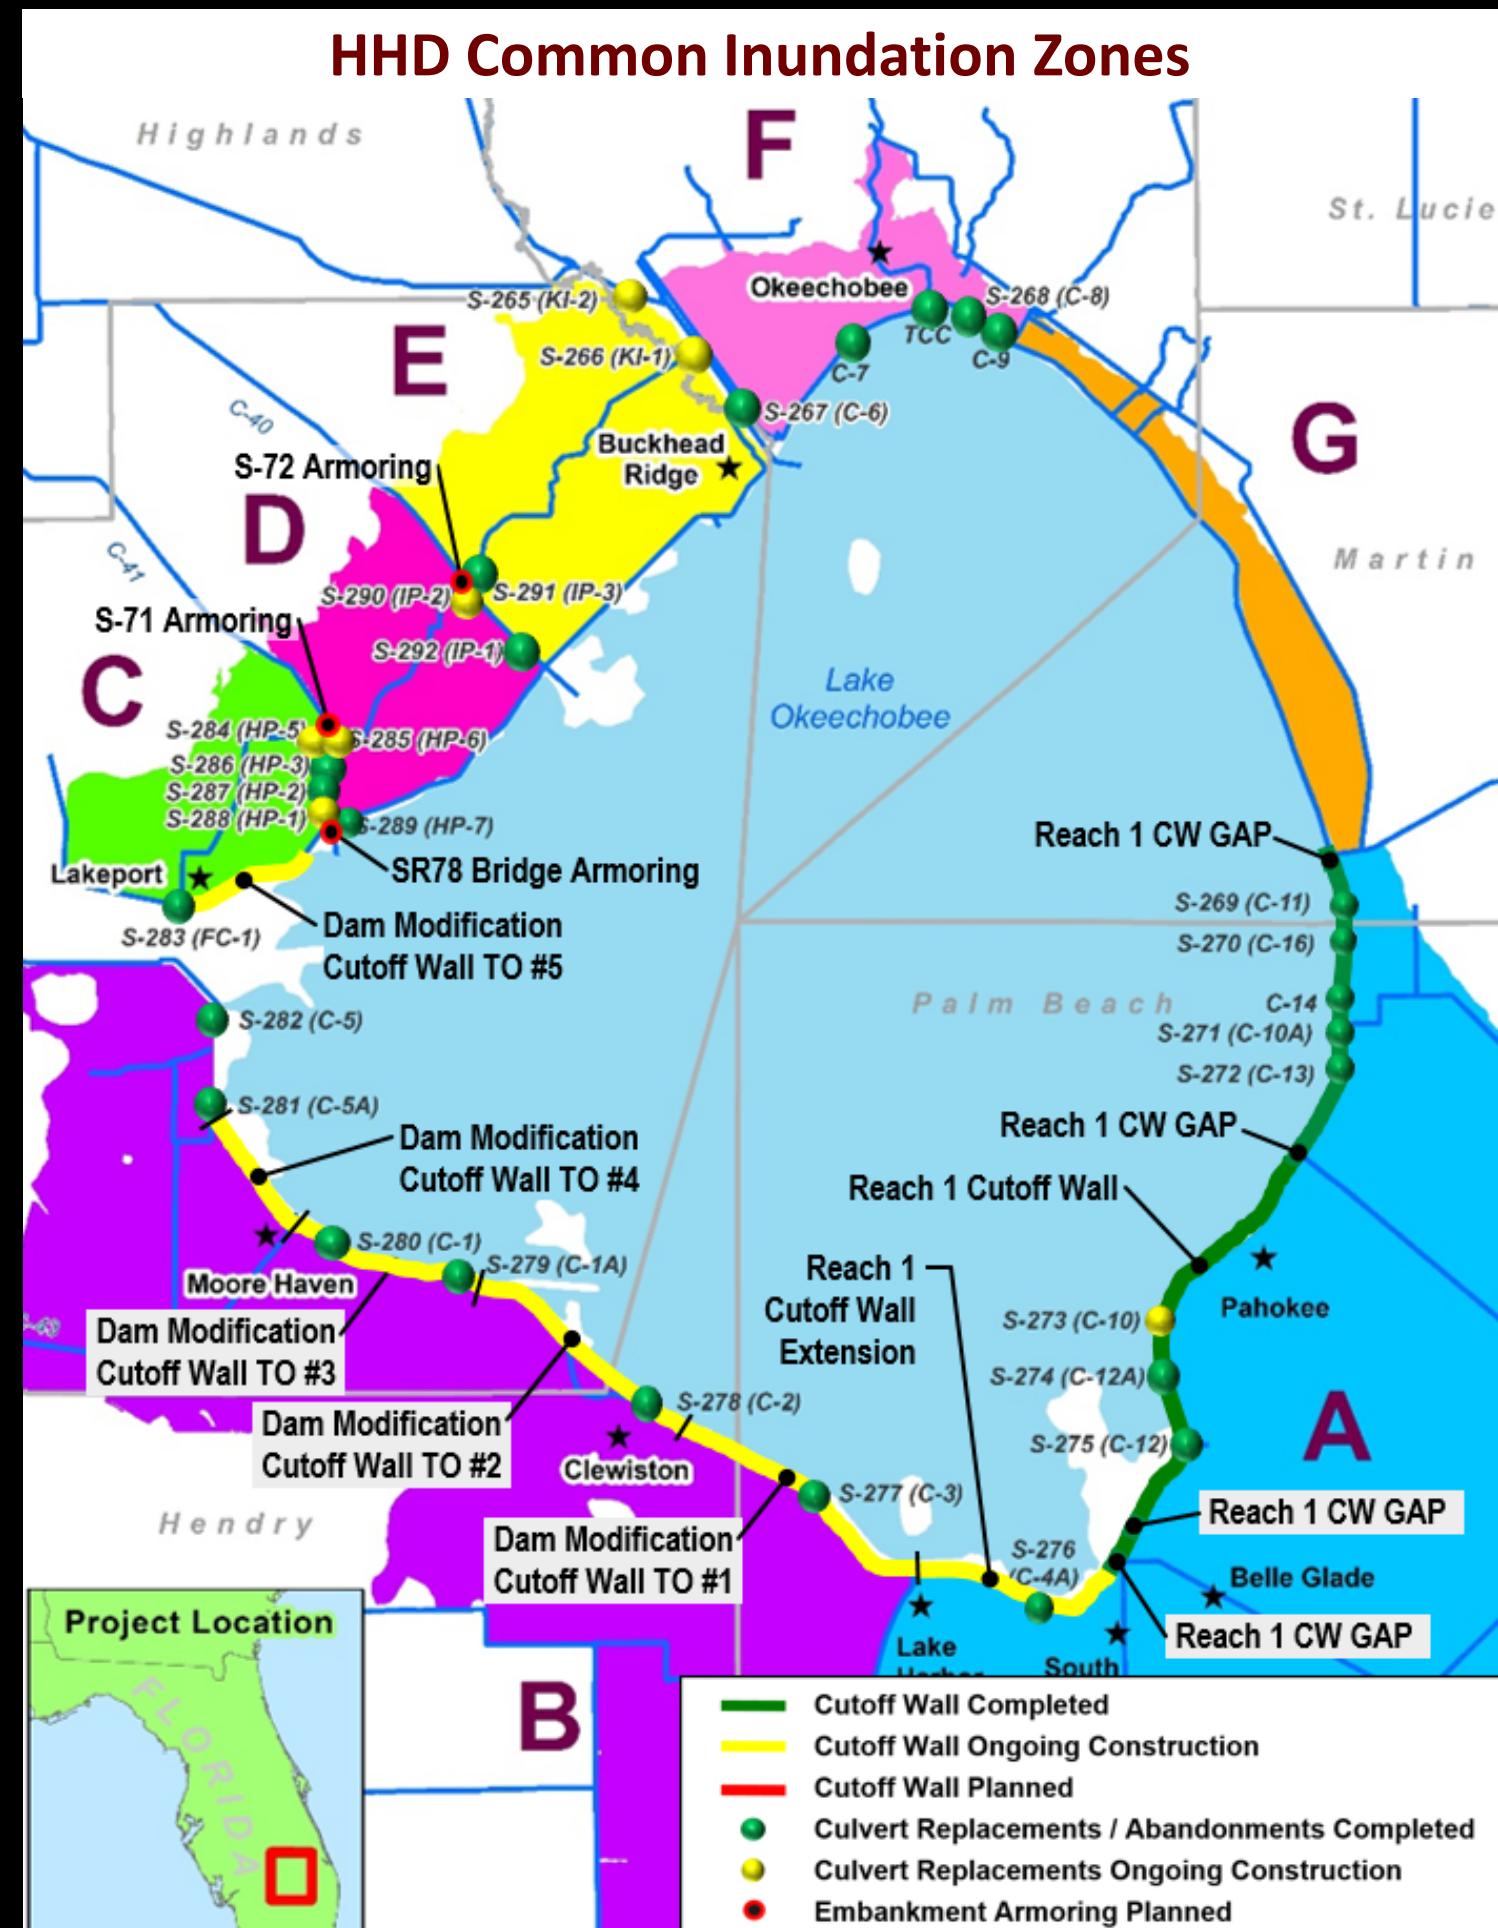 HHD Common Inundation Zones
Highlands
F
St. Lucie
Okeechobee
S-265 (KI-2)
S-268 (C-8)
TCC
C-9
C-7
S-266 (KI-1)
E
C-40
S-267 (C-6)
G
Buckhead
Ridge
S-72 Armoring
D
C-41
Martin
S-290 (IP-2)
S-291 (IP-3)
S-71 Armoring
S-292 (IP-1)
C
Lake
Okeechobee
S-284 (HP-5)
S-285 (HP-6)
S-286 (HP-3)
S-287 (HP-2)
S-288 (HP-1)
S-289 (HP-7)
Reach 1 CW GAP
Lakeport
SR78 Bridge Armoring
S-269 (C-11)
Dam Modification
Cutoff Wall TO #5
S-283 (FC-1)
S-270 (C-16)
Palm Beach
C-14
S-282 (C-5)
S-271 (C-10A)
S-272 (C-13)
S-281 (C-5A)
Reach 1 CW GAP
Dam Modification
Cutoff Wall TO #4
Reach 1 Cutoff Wall
S-280 (C-1)
S-279 (C-1A)
Moore Haven
Reach 1
Cutoff Wall
Extension
Pahokee
S-273 (C-10)
Dam Modification
Cutoff Wall TO #3
S-274 (C-12A)
S-278 (C-2)
Dam Modification
Cutoff Wall TO #2
A
S-275 (C-12)
Clewiston
S-277 (C-3)
Reach 1 CW GAP
Hendry
Dam Modification
Cutoff Wall TO #1
S-276
(C-4A)
Belle Glade
Reach 1 CW GAP
Lake
South
B
Project Location
FLORIDA
Cutoff Wall Completed
Cutoff Wall Ongoing Construction
Cutoff Wall Planned
Culvert Replacements / Abandonments Completed
Culvert Replacements Ongoing Construction
Embankment Armoring Planned